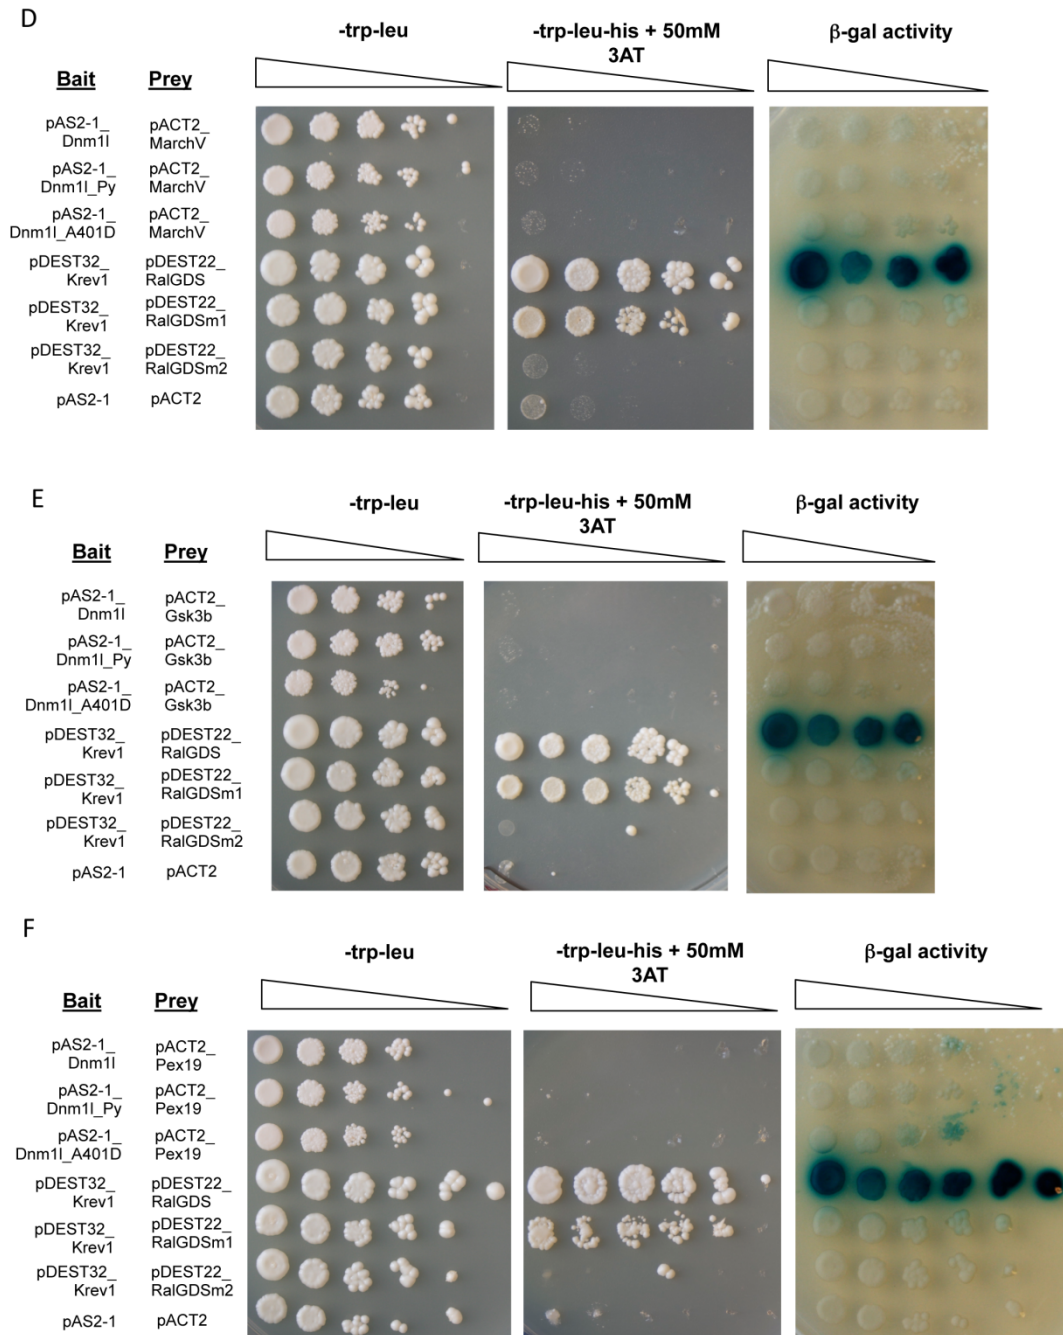 D
-trp-leu
-trp-leu-his + 50mM
3AT
β-gal activity
Bait
Prey
pAS2-1_
Dnm1l
pACT2_
MarchV
pAS2-1_
Dnm1l_Py
pACT2_
MarchV
pAS2-1_
Dnm1l_A401D
pACT2_
MarchV
pDEST32_
Krev1
pDEST22_
RalGDS
pDEST32_
Krev1
pDEST22_
RalGDSm1
pDEST32_
Krev1
pDEST22_
RalGDSm2
pAS2-1
pACT2
E
-trp-leu
-trp-leu-his + 50mM
3AT
β-gal activity
Bait
Prey
pAS2-1_
Dnm1l
pACT2_
Gsk3b
pAS2-1_
Dnm1l_Py
pACT2_
Gsk3b
pAS2-1_
Dnm1l_A401D
pACT2_
Gsk3b
pDEST32_
Krev1
pDEST22_
RalGDS
pDEST32_
Krev1
pDEST22_
RalGDSm1
pDEST32_
Krev1
pDEST22_
RalGDSm2
pAS2-1
pACT2
F
-trp-leu
-trp-leu-his + 50mM
3AT
β-gal activity
Bait
Prey
pAS2-1_
Dnm1l
pACT2_
Pex19
pAS2-1_
Dnm1l_Py
pACT2_
Pex19
pAS2-1_
Dnm1l_A401D
pACT2_
Pex19
pDEST32_
Krev1
pDEST22_
RalGDS
pDEST32_
Krev1
pDEST22_
RalGDSm1
pDEST32_
Krev1
pDEST22_
RalGDSm2
pAS2-1
pACT2